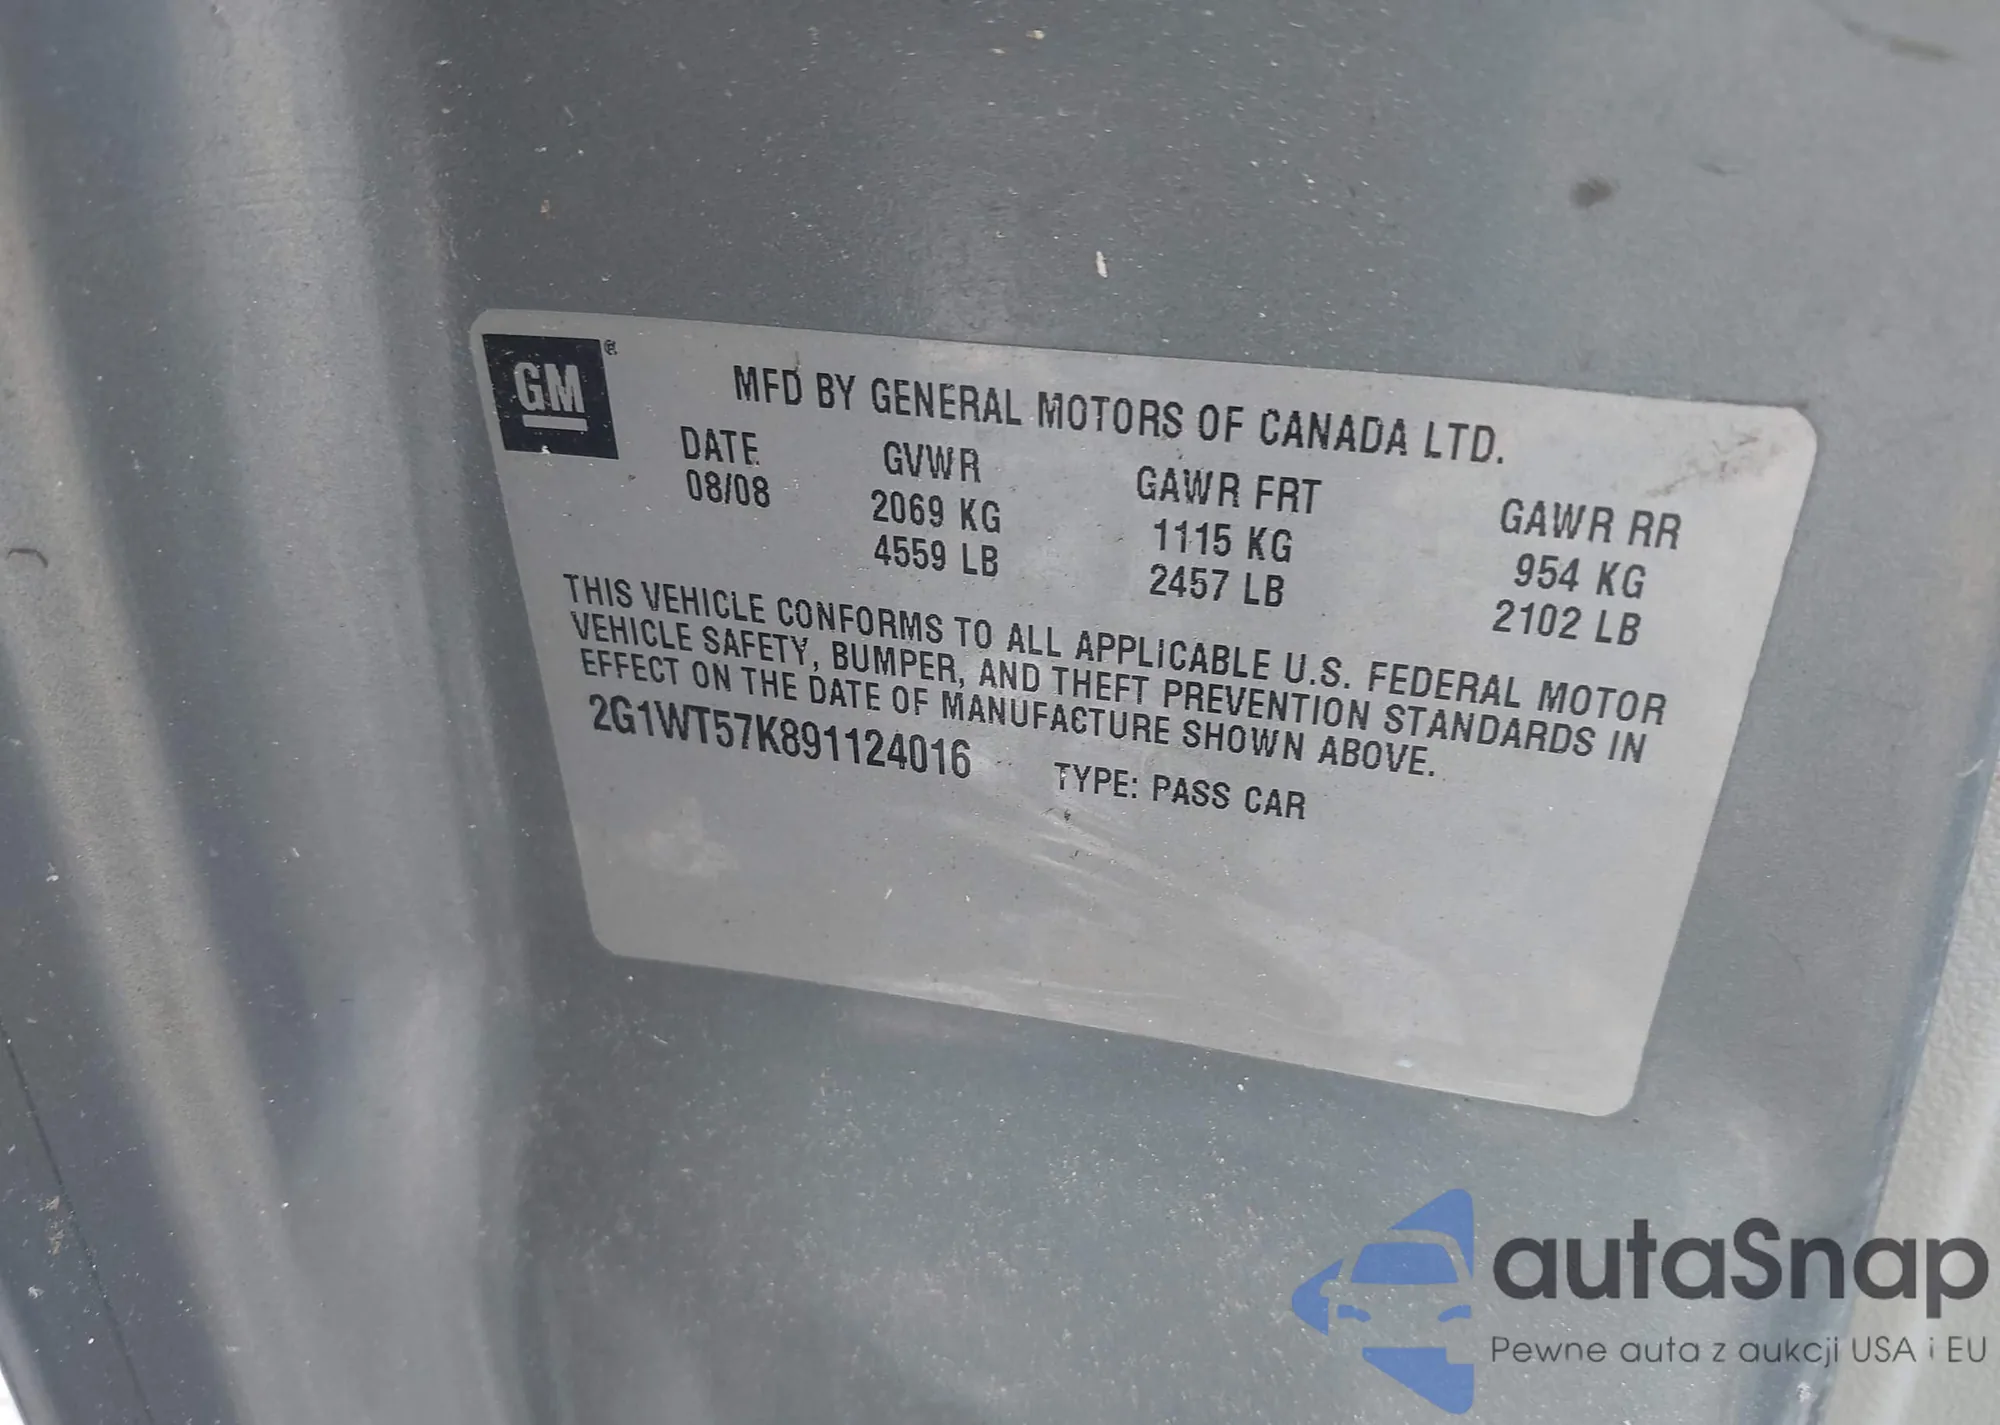 GM ®
MFD BY GENERAL MOTORS OF CANADA LTD.
DATE GVWR GAWR FRT GAWR RR
08/08 2069 KG 1115 KG 954 KG
4559 LB 2457 LB 2102 LB
THIS VEHICLE CONFORMS TO ALL APPLICABLE U.S. FEDERAL MOTOR
VEHICLE SAFETY, BUMPER, AND THEFT PREVENTION STANDARDS IN
EFFECT ON THE DATE OF MANUFACTURE SHOWN ABOVE.
2G1WT57K891124016 TYPE: PASS CAR
autaSnap
Pewne auta z aukcji USA i EU